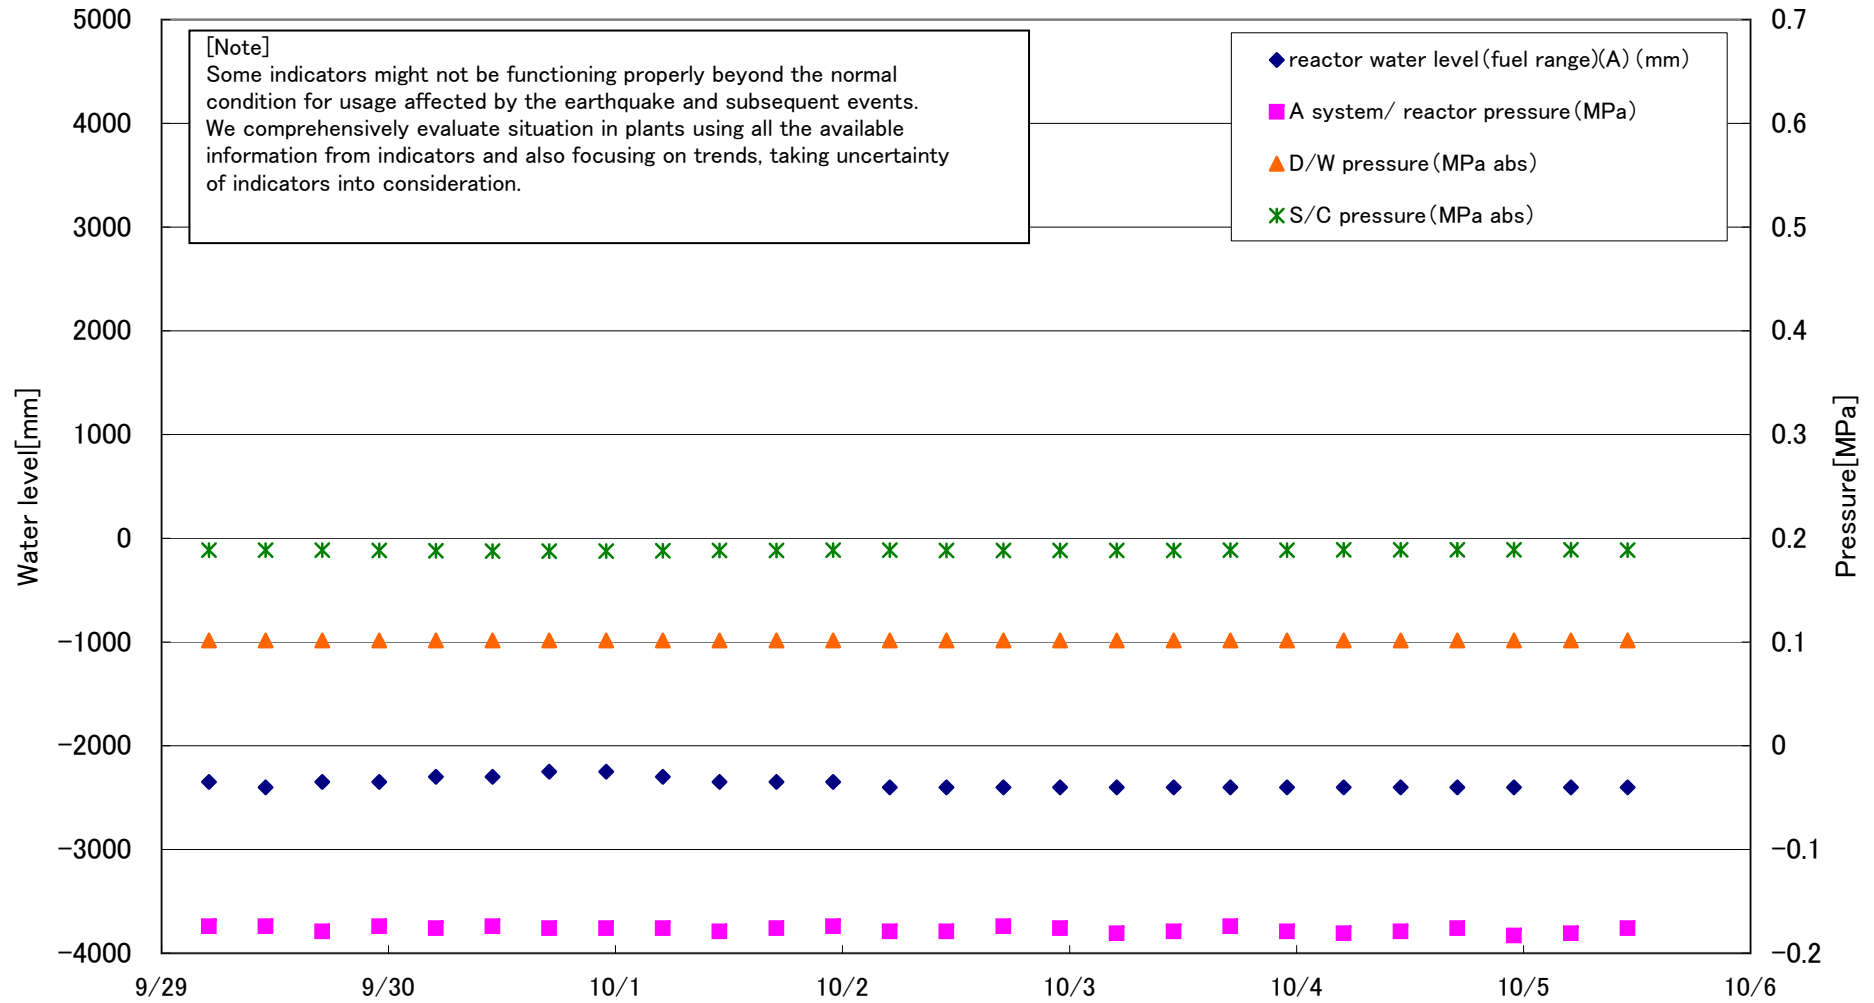 [Note]
Some indicators might not be functioning properly beyond the normal
condition for usage affected by the earthquake and subsequent events.
We comprehensively evaluate situation in plants using all the available
information from indicators and also focusing on trends, taking uncertainty
of indicators into consideration.
reactor water level(fuel range)(A) (mm)
A system/ reactor pressure(MPa)
D/W pressure(MPa abs)
S/C pressure(MPa abs)
Water level[mm]
5000
4000
3000
2000
1000
0
-1000
-2000
-3000
-4000
Pressure[MPa]
0.7
0.6
0.5
0.4
0.3
0.2
0.1
0
-0.1
-0.2
9/29 9/30 10/1 10/2 10/3 10/4 10/5 10/6